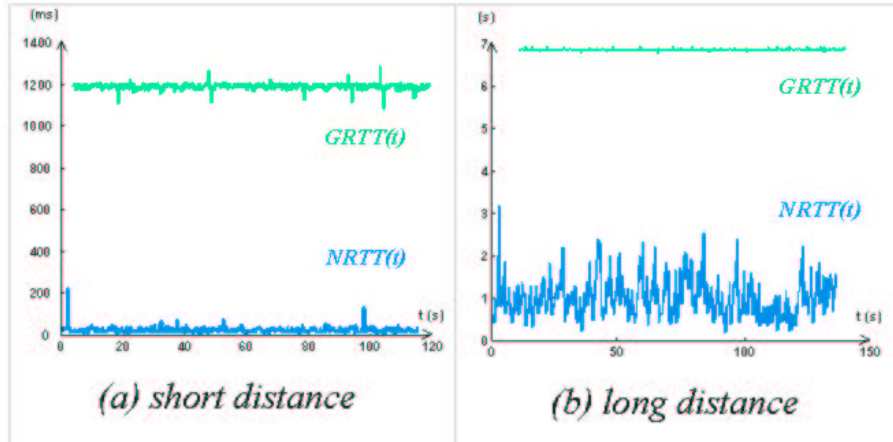 (ms)
1400
1200
1000
800
600
400
200
0
GRTT(t)
NRTT(t)
t (s)
0 20 40 60 80 100 120
(a) short distance
(s)
7
6
5
4
3
2
1
0
GRTT(t)
NRTT(t)
t (s)
0 50 100 150
(b) long distance